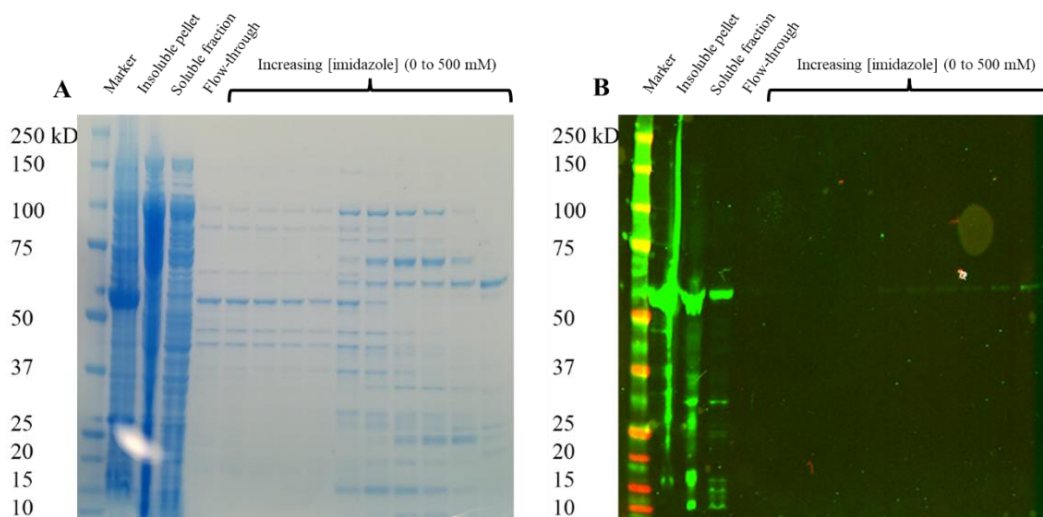 A
Marker
Insoluble pellet
Soluble fraction
Flow-through
Increasing [imidazole] (0 to 500 mM)
250 kD
150
100
75
50
37
25
20
15
10
B
Marker
Insoluble pellet
Soluble fraction
Flow-through
Increasing [imidazole] (0 to 500 mM)
250 kD
150
100
75
50
37
25
20
15
10